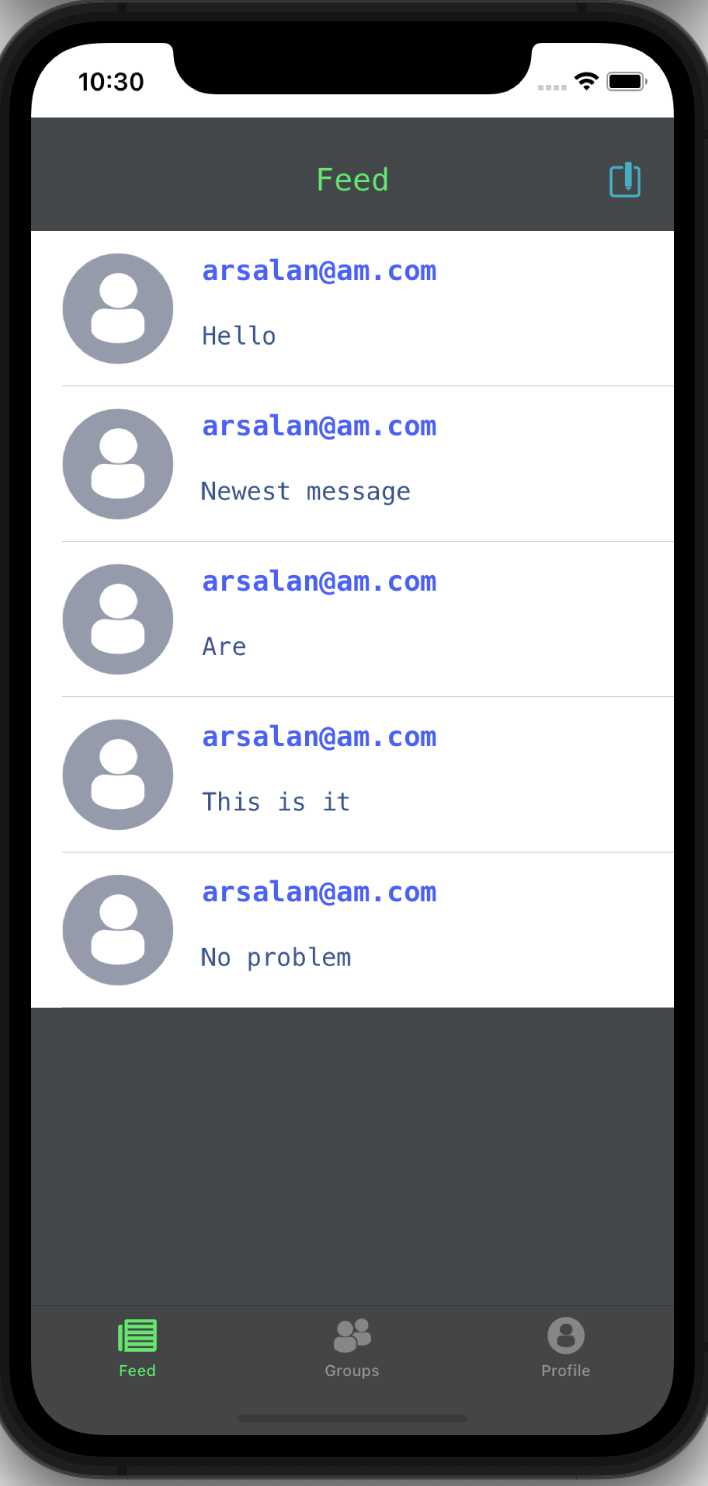 10:30
Feed
arsalan@am.com
Hello
arsalan@am.com
Newest message
arsalan@am.com
Are
arsalan@am.com
This is it
arsalan@am.com
No problem
Feed Groups Profile